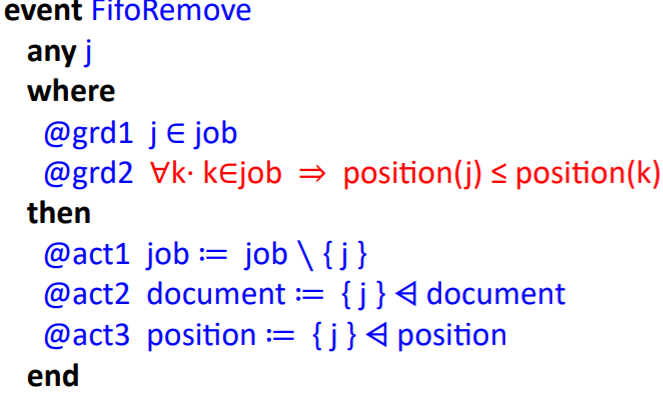 event FifoRemove
any j
where
@grd1 j ∈ job
@grd2 ∀k· k∈job ⇒ position(j) ≤ position(k)
then
@act1 job ≔ job \ { j }
@act2 document ≔ { j } ⩤ document
@act3 position ≔ { j } ⩤ position
end